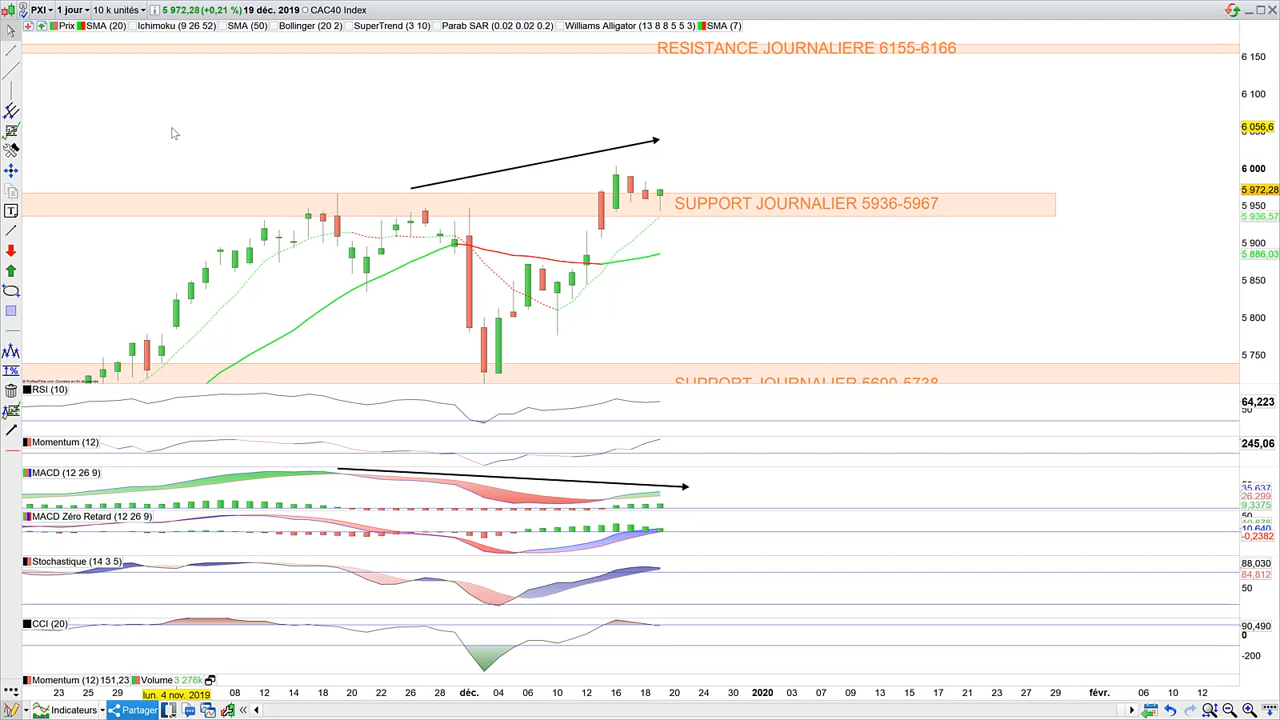 PXI 1 jour 10 k unités 5 972,28 (+0,21 %) 19 déc. 2019 CAC40 Index
Prix SMA (20) Ichimoku (9 26 52) SMA (50) Bollinger (20 2) SuperTrend (3 10) Parab SAR (0.02 0.02 0.2) Williams Alligator (13 8 8 5 5 3) SMA (7)
RESISTANCE JOURNALIERE 6155-6166
6 150
6 100
6 056,6
6 000
5 972,28
5 950
SUPPORT JOURNALIER 5936-5967
5 936,57
5 900
5 886,03
5 850
5 800
5 750
SUPPORT JOURNALIER 5690-5738
RSI (10)
64,223
50
Momentum (12)
245,06
MACD (12 26 9)
35,637
26,299
9,3375
MACD Zéro Retard (12 26 9)
50
10,878
10,640
-0,2382
Stochastique (14 3 5)
88,030
84,812
50
CCI (20)
90,490
0
-200
Momentum (12) 151,23 Volume 3 276k
23 25 29 lun. 4 nov. 2019 08 12 14 18 20 22 26 28 déc. 04 06 10 12 16 18 20 24 30 2020 03 07 09 13 15 17 21 23 27 29 févr. 06 10 12
Indicateurs Partager